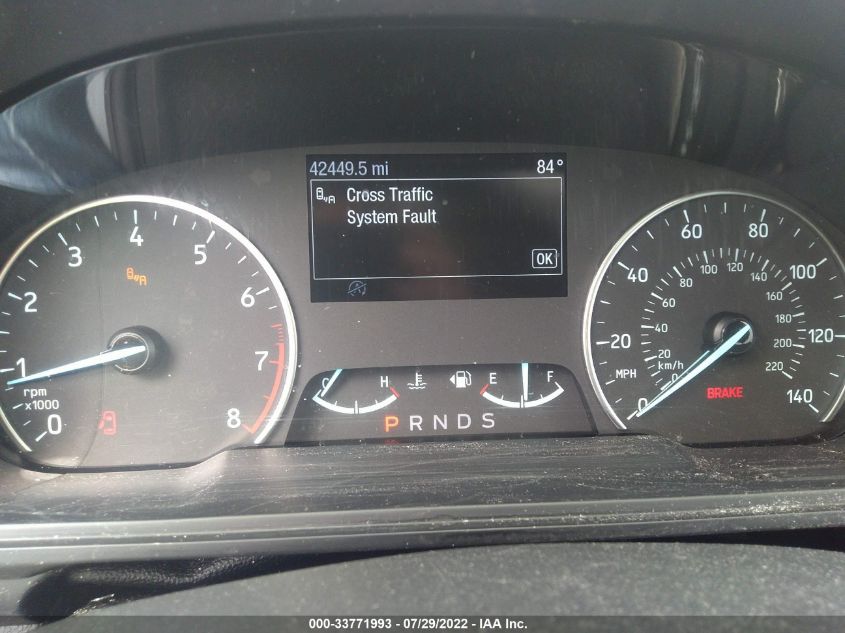 42449.5 mi 84°
Cross Traffic
System Fault
OK
0 1 2 3 4 5 6 7 8
rpm
x1000
C H
E F
P R N D S
0 20 40 60 80 100 120 140
MPH
0 20 40 60 80 100 120 140 160 180 200 220
km/h
BRAKE
000-33771993 / 07/29/2022 - IAA Inc.